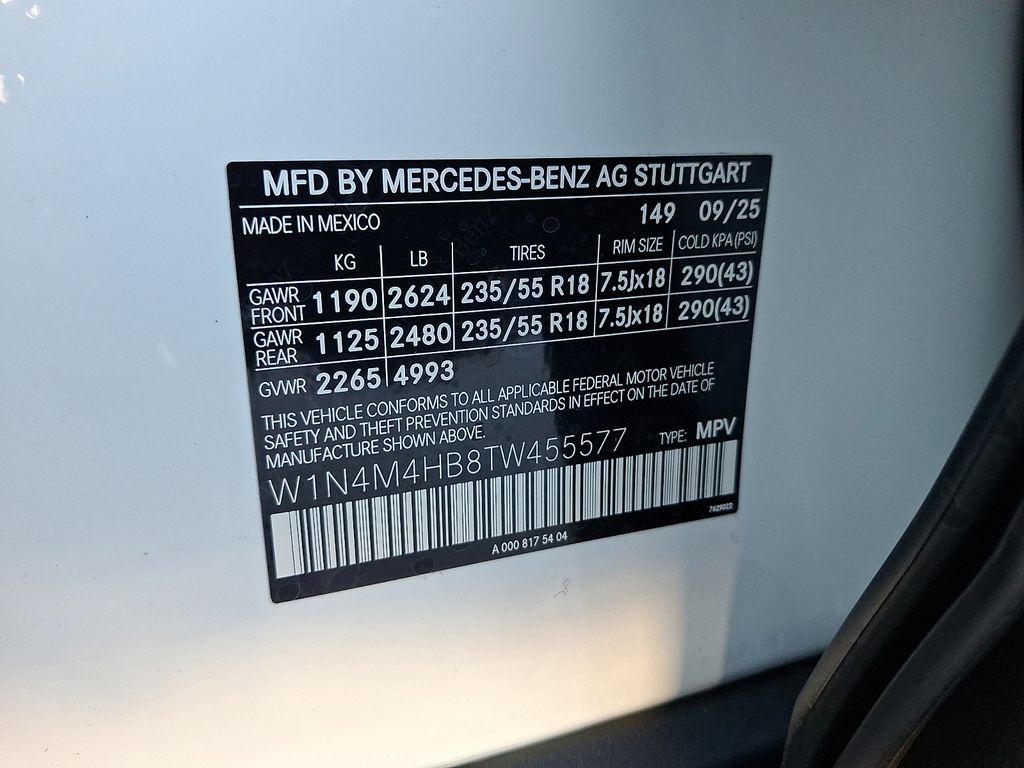 MFD BY MERCEDES-BENZ AG STUTTGART
MADE IN MEXICO 149 09/25
KG LB TIRES RIM SIZE COLD KPA (PSI)
GAWR FRONT 1190 2624 235/55 R18 7.5Jx18 290(43)
GAWR REAR 1125 2480 235/55 R18 7.5Jx18 290(43)
GVWR 2265 4993
THIS VEHICLE CONFORMS TO ALL APPLICABLE FEDERAL MOTOR VEHICLE
SAFETY AND THEFT PREVENTION STANDARDS IN EFFECT ON THE DATE OF
MANUFACTURE SHOWN ABOVE.
W1N4M4HB8TW455577 TYPE: MPV
A 000 817 54 04